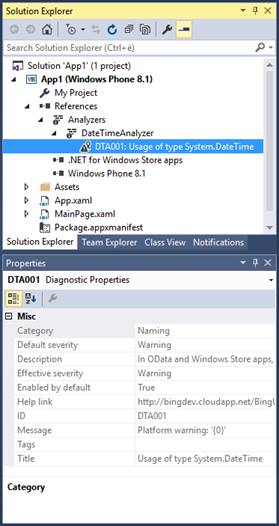 Solution Explorer
Search Solution Explorer (Ctrl+é)
Solution 'App1' (1 project)
VB App1 (Windows Phone 8.1)
My Project
References
Analyzers
DateTimeAnalyzer
DTA001: Usage of type System.DateTime
.NET for Windows Store apps
Windows Phone 8.1
Assets
App.xaml
MainPage.xaml
Package.appxmanifest
Solution Explorer Team Explorer Class View Notifications
Properties
DTA001 Diagnostic Properties
Misc
Category Naming
Default severity Warning
Description In OData and Windows Store apps,
Effective severity Warning
Enabled by default True
Help link http://bingdev.cloudapp.net/BingU
ID DTA001
Message Platform warning: '{0}'
Tags
Title Usage of type System.DateTime
Category